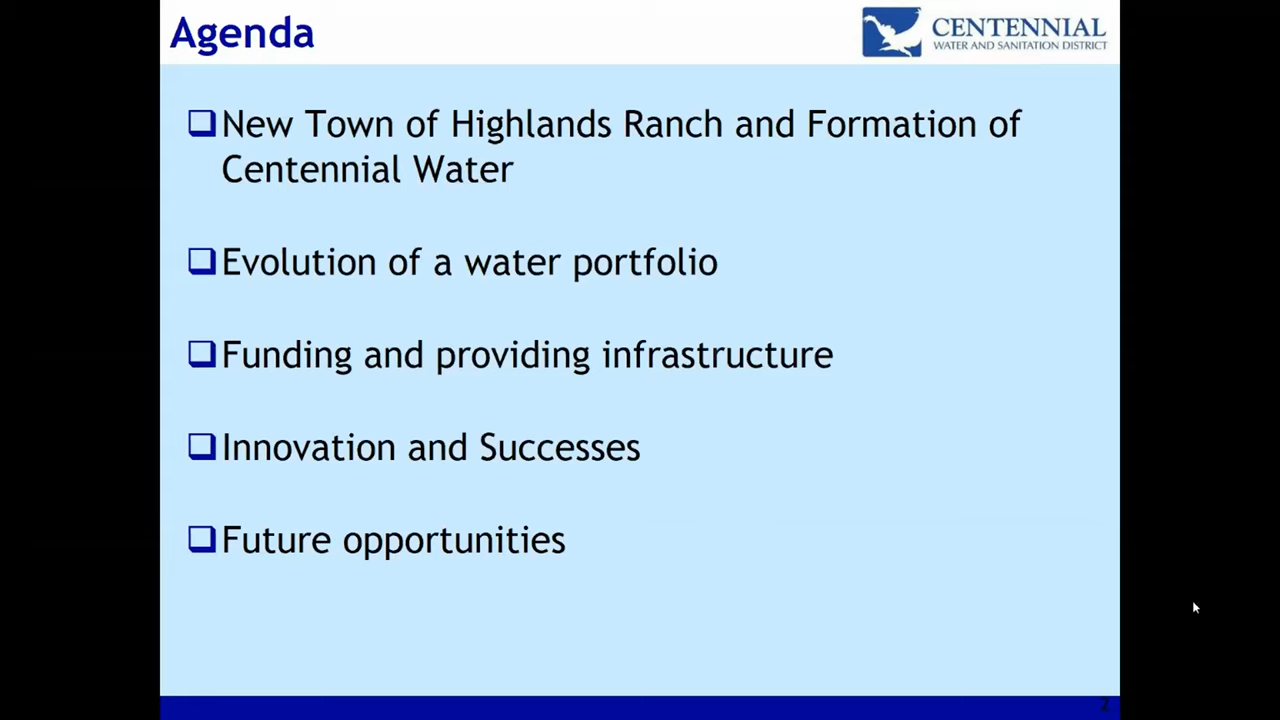 Agenda
CENTENNIAL
WATER AND SANITATION DISTRICT
New Town of Highlands Ranch and Formation of
Centennial Water
Evolution of a water portfolio
Funding and providing infrastructure
Innovation and Successes
Future opportunities
2